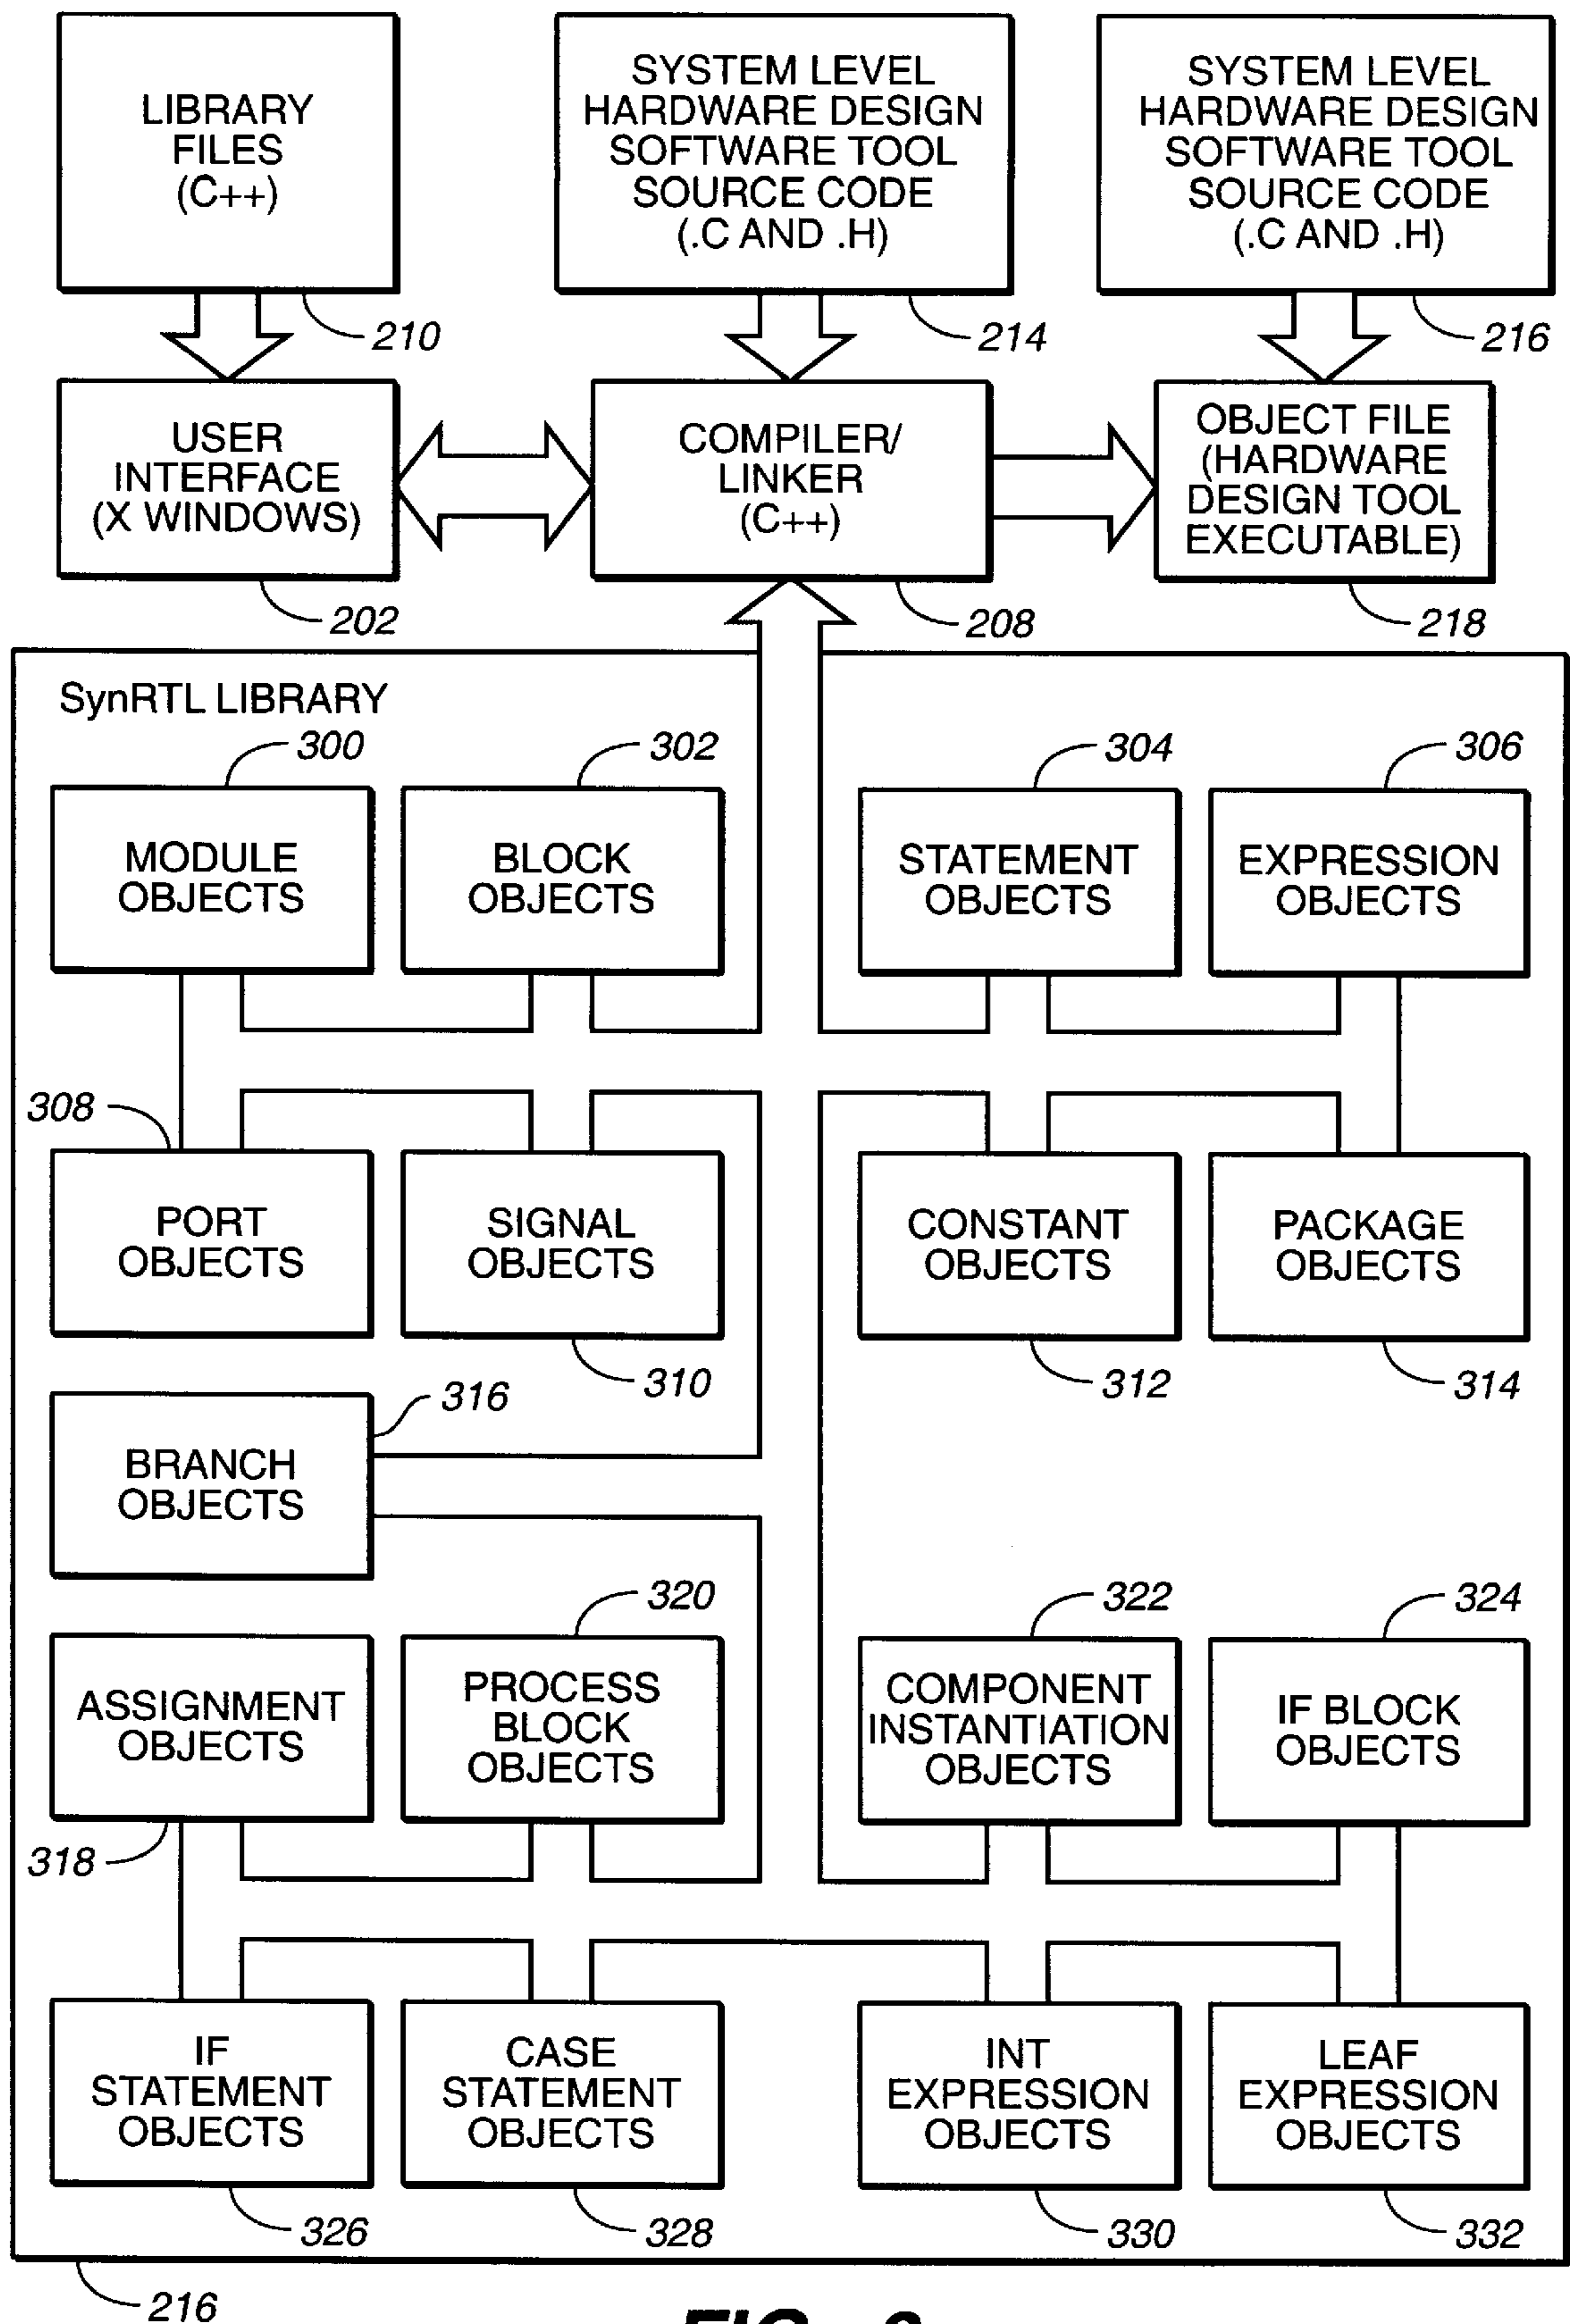 LIBRARY
FILES
(C++)
SYSTEM LEVEL
HARDWARE DESIGN
SOFTWARE TOOL
SOURCE CODE
(.C AND .H)
SYSTEM LEVEL
HARDWARE DESIGN
SOFTWARE TOOL
SOURCE CODE
(.C AND .H)
210
214
216
USER
INTERFACE
(X WINDOWS)
COMPILER/
LINKER
(C++)
OBJECT FILE
(HARDWARE
DESIGN TOOL
EXECUTABLE)
202
208
218
SynRTL LIBRARY
300
302
304
306
MODULE
OBJECTS
BLOCK
OBJECTS
STATEMENT
OBJECTS
EXPRESSION
OBJECTS
308
PORT
OBJECTS
SIGNAL
OBJECTS
CONSTANT
OBJECTS
PACKAGE
OBJECTS
310
312
314
316
BRANCH
OBJECTS
320
322
324
ASSIGNMENT
OBJECTS
PROCESS
BLOCK
OBJECTS
COMPONENT
INSTANTIATION
OBJECTS
IF BLOCK
OBJECTS
318
IF
STATEMENT
OBJECTS
CASE
STATEMENT
OBJECTS
INT
EXPRESSION
OBJECTS
LEAF
EXPRESSION
OBJECTS
326
328
330
332
216